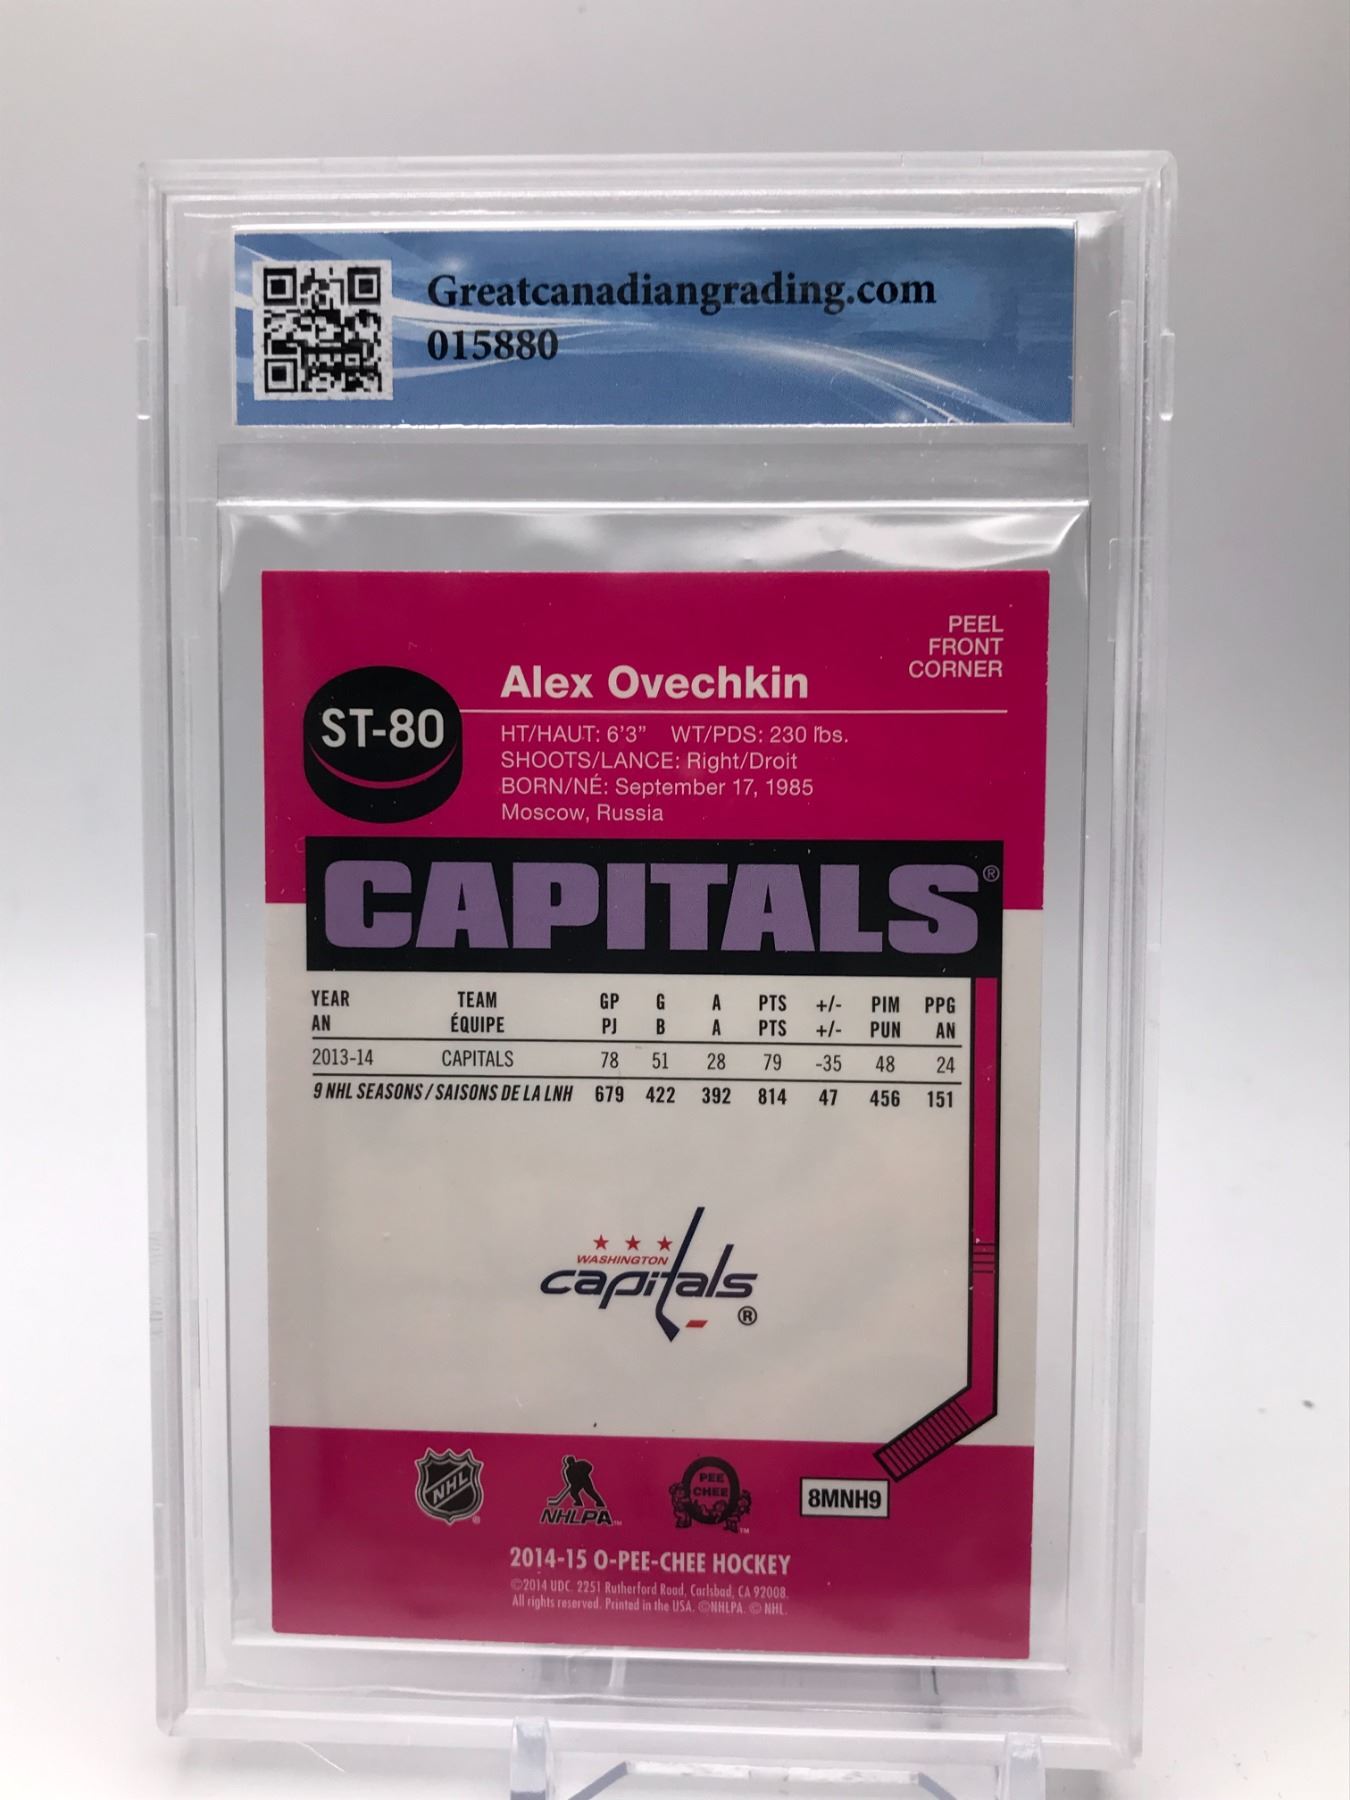 Greatcanadiangrading.com
015880
PEEL
FRONT
CORNER
Alex Ovechkin
ST-80
HT/HAUT: 6'3" WT/PDS: 230 lbs.
SHOOTS/LANCE: Right/Droit
BORN/NÉ: September 17, 1985
Moscow, Russia
CAPITALS®
YEAR TEAM GP G A PTS +/- PIM PPG
AN ÉQUIPE PJ B A PTS +/- PUN AN
2013-14 CAPITALS 78 51 28 79 -35 48 24
9 NHL SEASONS / SAISONS DE LA LNH 679 422 392 814 47 456 151
WASHINGTON
capitals®
NHL®
NHLPA™
O PEE CHEE™
8MNH9
2014-15 O-PEE-CHEE HOCKEY
©2014 UDC. 2251 Rutherford Road, Carlsbad, CA 92008.
All rights reserved. Printed in the USA. ©NHLPA. © NHL.